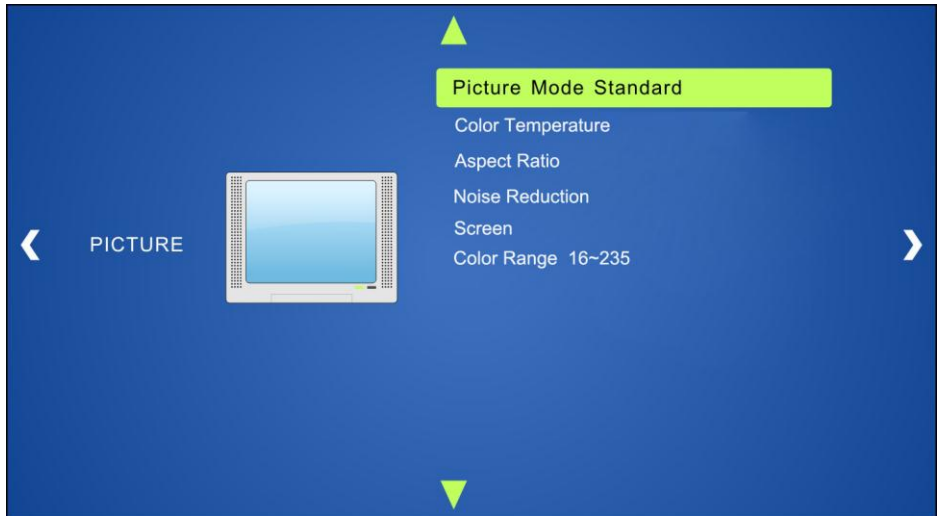 Picture Mode Standard
Color Temperature
Aspect Ratio
Noise Reduction
Screen
PICTURE
Color Range 16~235